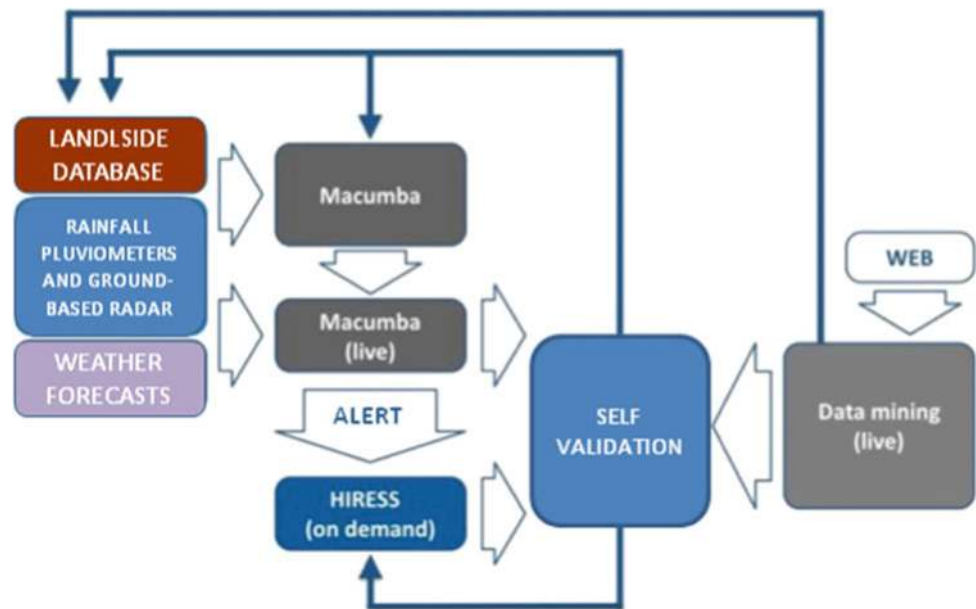 LANDLSIDE
DATABASE
RAINFALL
PLUVIOMETERS
AND GROUND-
BASED RADAR
WEATHER
FORECASTS
Macumba
Macumba
(live)
ALERT
HIRESS
(on demand)
SELF
VALIDATION
WEB
Data mining
(live)